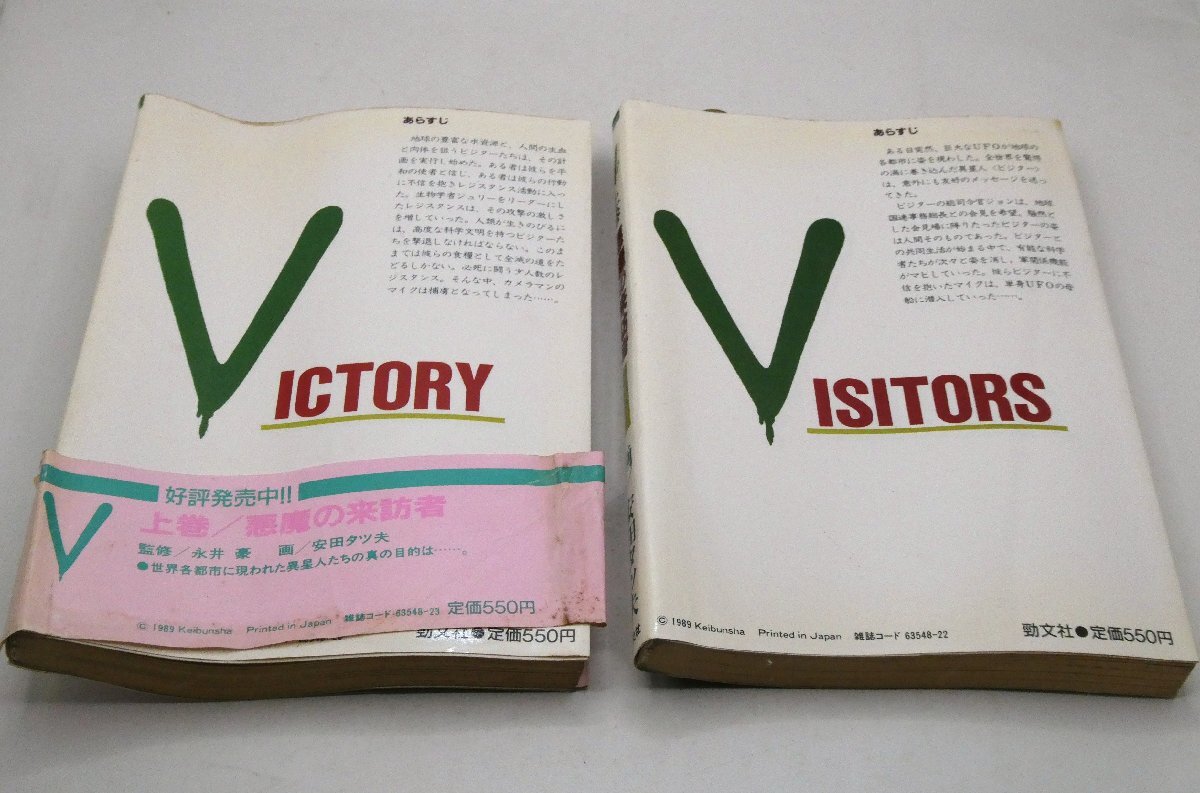 あらすじ
地球の豊富な水資源と、人間の生血
と肉体を狙うビジターたちは、その計
画を実行し始めた。ある者は彼らを平
和の使者と信じ、ある者は彼らの行動
に不信を抱きレジスタンス活動に入っ
た。生物学者ジュリーをリーダーにし
たレジスタンスは、その攻撃の激しさ
を増していった。人類が生きのびるに
は、高度な科学文明を持つビジターた
ちを撃退しなければならない。このま
までは彼らの食糧として全滅の道をた
どるしかない。必死に闘う少人数のレ
ジスタンス。そんな中、カメラマンの
マイクは捕虜となってしまった……。
VICTORY
好評発売中!!
上巻/悪魔の来訪者
監修/永井豪 画/安田タツ夫
●世界各都市に現われた異星人たちの真の目的は……。
V
© 1989 Keibunsha Printed in Japan 雑誌コード 63548-23 定価550円
勁文社●定価550円
あらすじ
ある日突然、巨大なUFOが地球の
各都市に姿を現わした。全世界を驚愕
の渦に巻き込んだ異星人〈ビジター〉
は、意外にも友好のメッセージを送っ
てきた。
ビジターの総司令官ジョンは、地球
国連事務総長との会見を希望、騒然と
した会見場に降りたったビジターの姿
は人間そのものであった。ビジターと
の共同生活が始まる中で、有能な科学
者たちが次々と姿を消し、軍関係機能
がマヒしていった。彼らビジターに不
信を抱いたマイクは、単身UFOの母
船に潜入していった……。
VISITORS
© 1989 Keibunsha Printed in Japan 雑誌コード 63548-22
勁文社●定価550円